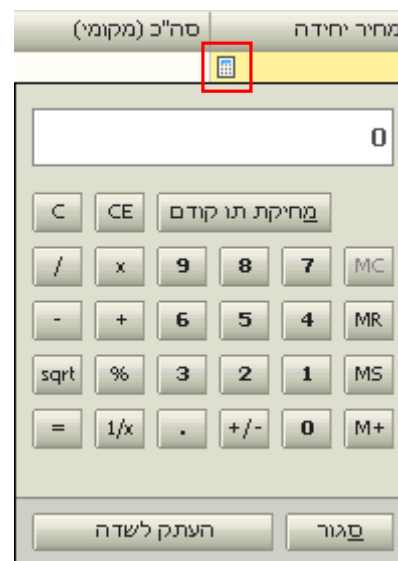 מחיר יחידה סה"כ (מקומי)
0
מחיקת תו קודם CE C
MC 7 8 9 x /
MR 4 5 6 + -
MS 1 2 3 % sqrt
M+ 0 +/- . 1/x =
סגור העתק לשדה